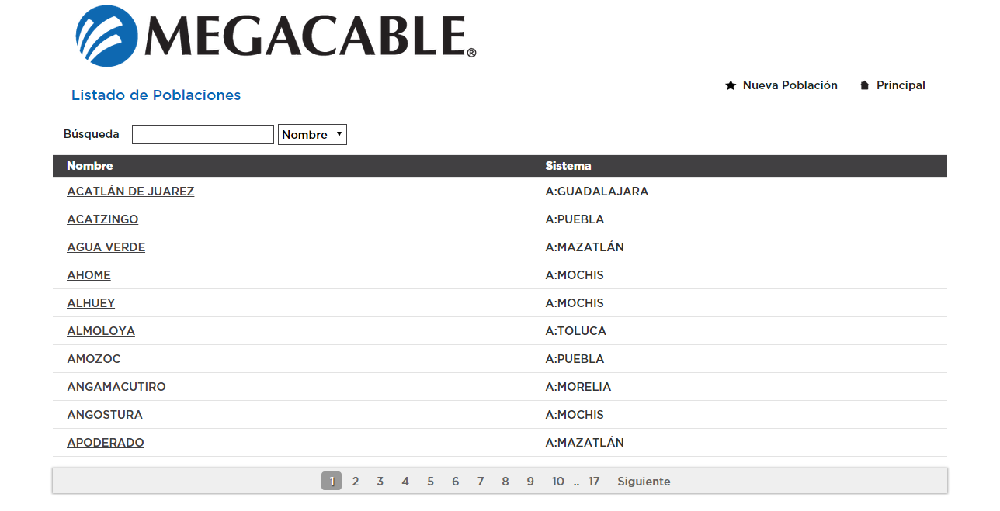 MEGACABLE®
Listado de Poblaciones
Nueva Población Principal
Búsqueda Nombre
Nombre Sistema
ACATLÁN DE JUAREZ A:GUADALAJARA
ACATZINGO A:PUEBLA
AGUA VERDE A:MAZATLÁN
AHOME A:MOCHIS
ALHUEY A:MOCHIS
ALMOLOYA A:TOLUCA
AMOZOC A:PUEBLA
ANGAMACUTIRO A:MORELIA
ANGOSTURA A:MOCHIS
APODERADO A:MAZATLÁN
1 2 3 4 5 6 7 8 9 10 .. 17 Siguiente